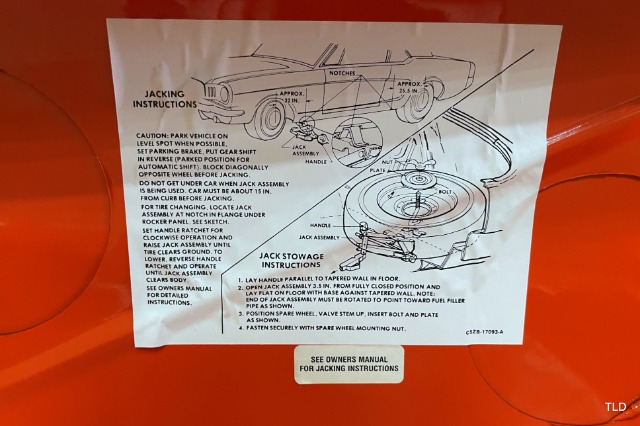 JACKING
INSTRUCTIONS
NOTCHES
APPROX.
22 IN.
APPROX.
25.5 IN.
JACK
ASSEMBLY
HANDLE
CAUTION: PARK VEHICLE ON
LEVEL SPOT WHEN POSSIBLE,
SET PARKING BRAKE, PUT GEAR SHIFT
IN REVERSE (PARKED POSITION FOR
AUTOMATIC SHIFT). BLOCK DIAGONALLY
OPPOSITE WHEEL BEFORE JACKING.
DO NOT GET UNDER CAR WHEN JACK ASSEMBLY
IS BEING USED. CAR MUST BE ABOUT 15 IN.
FROM CURB BEFORE JACKING.
FOR TIRE CHANGING, LOCATE JACK
ASSEMBLY AT NOTCH IN FLANGE UNDER
ROCKER PANEL. SEE SKETCH.
SET HANDLE RATCHET FOR
CLOCKWISE OPERATION AND
RAISE JACK ASSEMBLY UNTIL
TIRE CLEARS GROUND. TO
LOWER, REVERSE HANDLE
RATCHET AND OPERATE
UNTIL JACK ASSEMBLY
CLEARS BODY.
SEE OWNERS MANUAL
FOR DETAILED
INSTRUCTIONS.
NUT
PLATE
BOLT
HANDLE
JACK ASSEMBLY
JACK STOWAGE
INSTRUCTIONS
1. LAY HANDLE PARALLEL TO TAPERED WALL IN FLOOR.
2. OPEN JACK ASSEMBLY 3.5 IN. FROM FULLY CLOSED POSITION AND
LAY FLAT ON FLOOR WITH BASE AGAINST TAPERED WALL. NOTE:
END OF JACK ASSEMBLY MUST BE ROTATED TO POINT TOWARD FUEL FILLER
PIPE AS SHOWN.
3. POSITION SPARE WHEEL, VALVE STEM UP, INSERT BOLT AND PLATE
AS SHOWN.
4. FASTEN SECURELY WITH SPARE WHEEL MOUNTING NUT.
C5ZB-17093-A
SEE OWNERS MANUAL
FOR JACKING INSTRUCTIONS
TLD